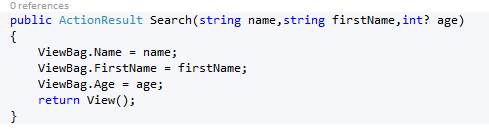 0 references
public ActionResult Search(string name,string firstName,int? age)
{
    ViewBag.Name = name;
    ViewBag.FirstName = firstName;
    ViewBag.Age = age;
    return View();
}